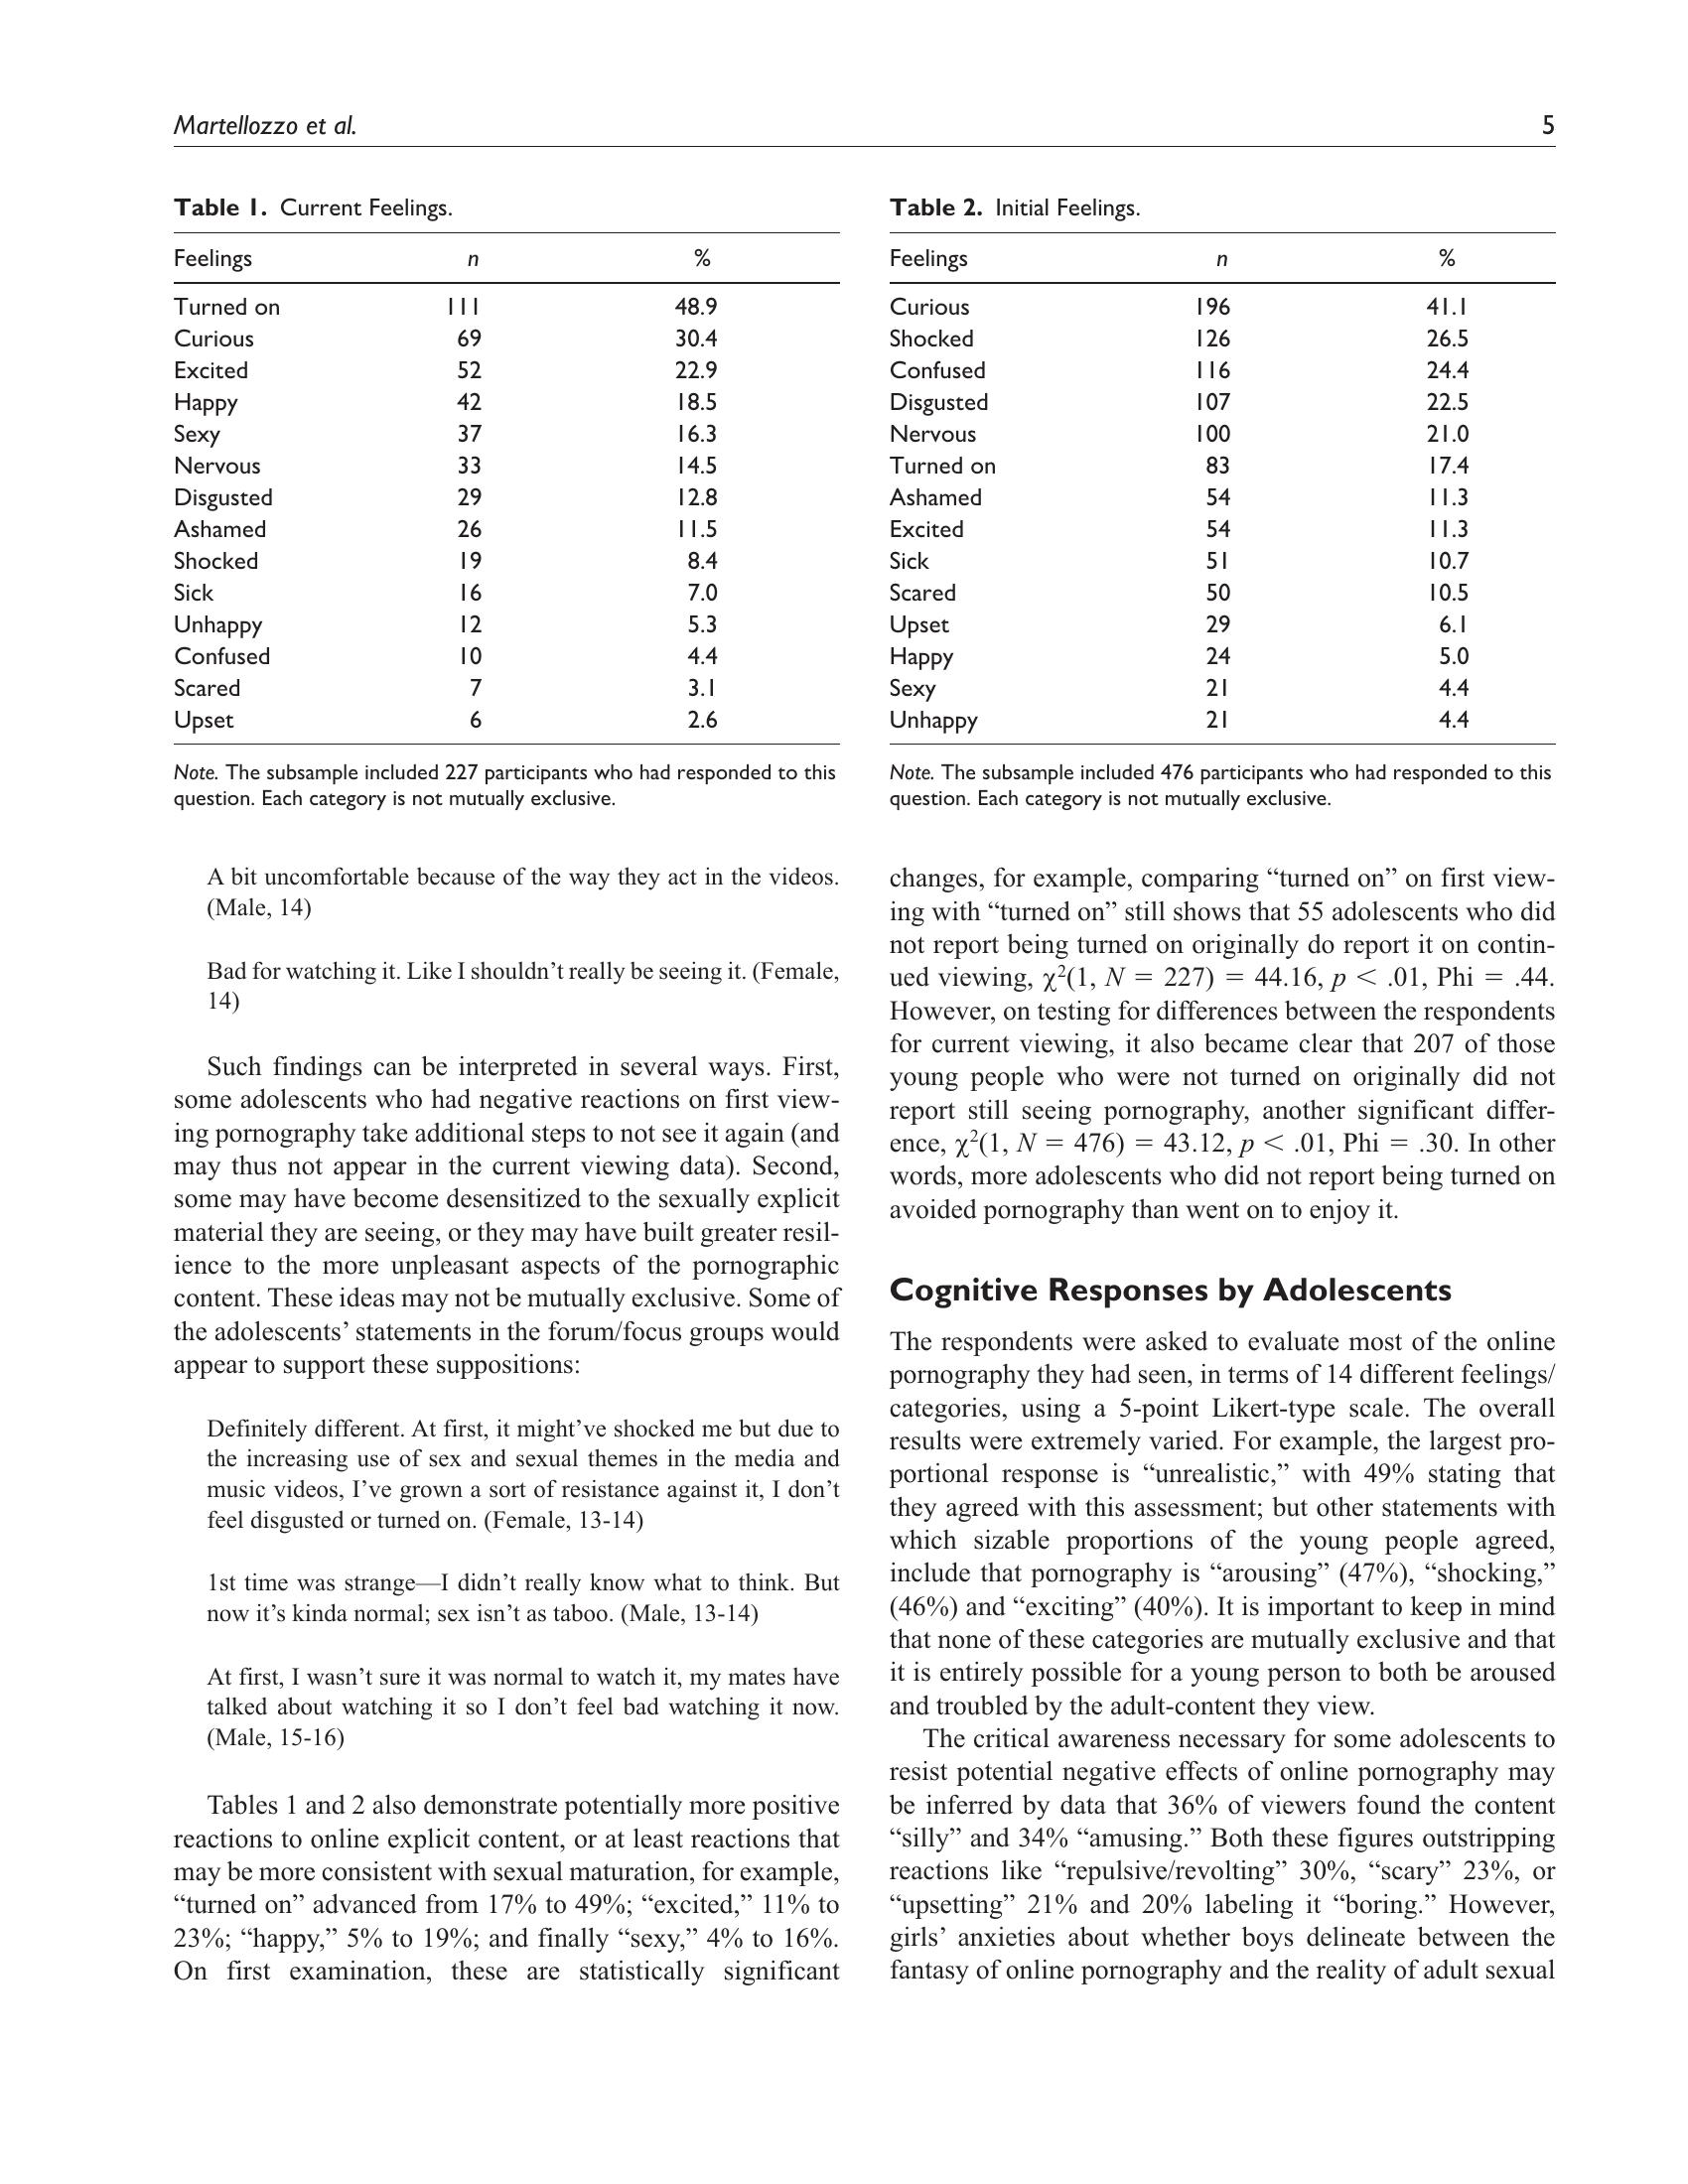 Martellozzo et al. 5
Table 1. Current Feelings.
Feelings n %
Turned on 111 48.9
Curious 69 30.4
Excited 52 22.9
Happy 42 18.5
Sexy 37 16.3
Nervous 33 14.5
Disgusted 29 12.8
Ashamed 26 11.5
Shocked 19 8.4
Sick 16 7.0
Unhappy 12 5.3
Confused 10 4.4
Scared 7 3.1
Upset 6 2.6
Note. The subsample included 227 participants who had responded to this
question. Each category is not mutually exclusive.
Table 2. Initial Feelings.
Feelings n %
Curious 196 41.1
Shocked 126 26.5
Confused 116 24.4
Disgusted 107 22.5
Nervous 100 21.0
Turned on 83 17.4
Ashamed 54 11.3
Excited 54 11.3
Sick 51 10.7
Scared 50 10.5
Upset 29 6.1
Happy 24 5.0
Sexy 21 4.4
Unhappy 21 4.4
Note. The subsample included 476 participants who had responded to this
question. Each category is not mutually exclusive.
A bit uncomfortable because of the way they act in the videos.
(Male, 14)
Bad for watching it. Like I shouldn't really be seeing it. (Female,
14)
Such findings can be interpreted in several ways. First,
some adolescents who had negative reactions on first view-
ing pornography take additional steps to not see it again (and
may thus not appear in the current viewing data). Second,
some may have become desensitized to the sexually explicit
material they are seeing, or they may have built greater resil-
ience to the more unpleasant aspects of the pornographic
content. These ideas may not be mutually exclusive. Some of
the adolescents' statements in the forum/focus groups would
appear to support these suppositions:
Definitely different. At first, it might've shocked me but due to
the increasing use of sex and sexual themes in the media and
music videos, I've grown a sort of resistance against it, I don't
feel disgusted or turned on. (Female, 13-14)
1st time was strange—I didn't really know what to think. But
now it's kinda normal; sex isn't as taboo. (Male, 13-14)
At first, I wasn't sure it was normal to watch it, my mates have
talked about watching it so I don't feel bad watching it now.
(Male, 15-16)
Tables 1 and 2 also demonstrate potentially more positive
reactions to online explicit content, or at least reactions that
may be more consistent with sexual maturation, for example,
“turned on” advanced from 17% to 49%; “excited,” 11% to
23%; “happy,” 5% to 19%; and finally “sexy,” 4% to 16%.
On first examination, these are statistically significant
changes, for example, comparing “turned on” on first view-
ing with “turned on” still shows that 55 adolescents who did
not report being turned on originally do report it on contin-
ued viewing, χ²(1, N = 227) = 44.16, p < .01, Phi = .44.
However, on testing for differences between the respondents
for current viewing, it also became clear that 207 of those
young people who were not turned on originally did not
report still seeing pornography, another significant differ-
ence, χ²(1, N = 476) = 43.12, p < .01, Phi = .30. In other
words, more adolescents who did not report being turned on
avoided pornography than went on to enjoy it.
Cognitive Responses by Adolescents
The respondents were asked to evaluate most of the online
pornography they had seen, in terms of 14 different feelings/
categories, using a 5-point Likert-type scale. The overall
results were extremely varied. For example, the largest pro-
portional response is “unrealistic,” with 49% stating that
they agreed with this assessment; but other statements with
which sizable proportions of the young people agreed,
include that pornography is “arousing” (47%), “shocking,”
(46%) and “exciting” (40%). It is important to keep in mind
that none of these categories are mutually exclusive and that
it is entirely possible for a young person to both be aroused
and troubled by the adult-content they view.
The critical awareness necessary for some adolescents to
resist potential negative effects of online pornography may
be inferred by data that 36% of viewers found the content
“silly” and 34% “amusing.” Both these figures outstripping
reactions like “repulsive/revolting” 30%, “scary” 23%, or
“upsetting” 21% and 20% labeling it “boring.” However,
girls' anxieties about whether boys delineate between the
fantasy of online pornography and the reality of adult sexual